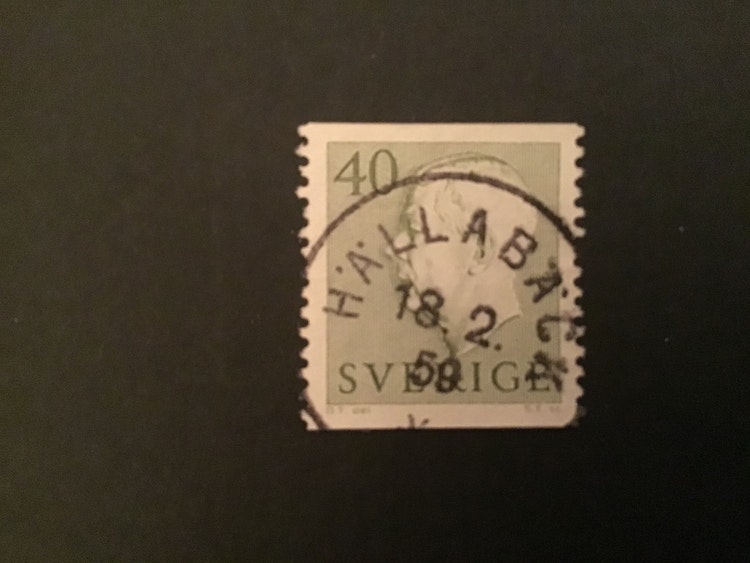 40
HÄLLABÄCK
18.2.
59
SVERIGE